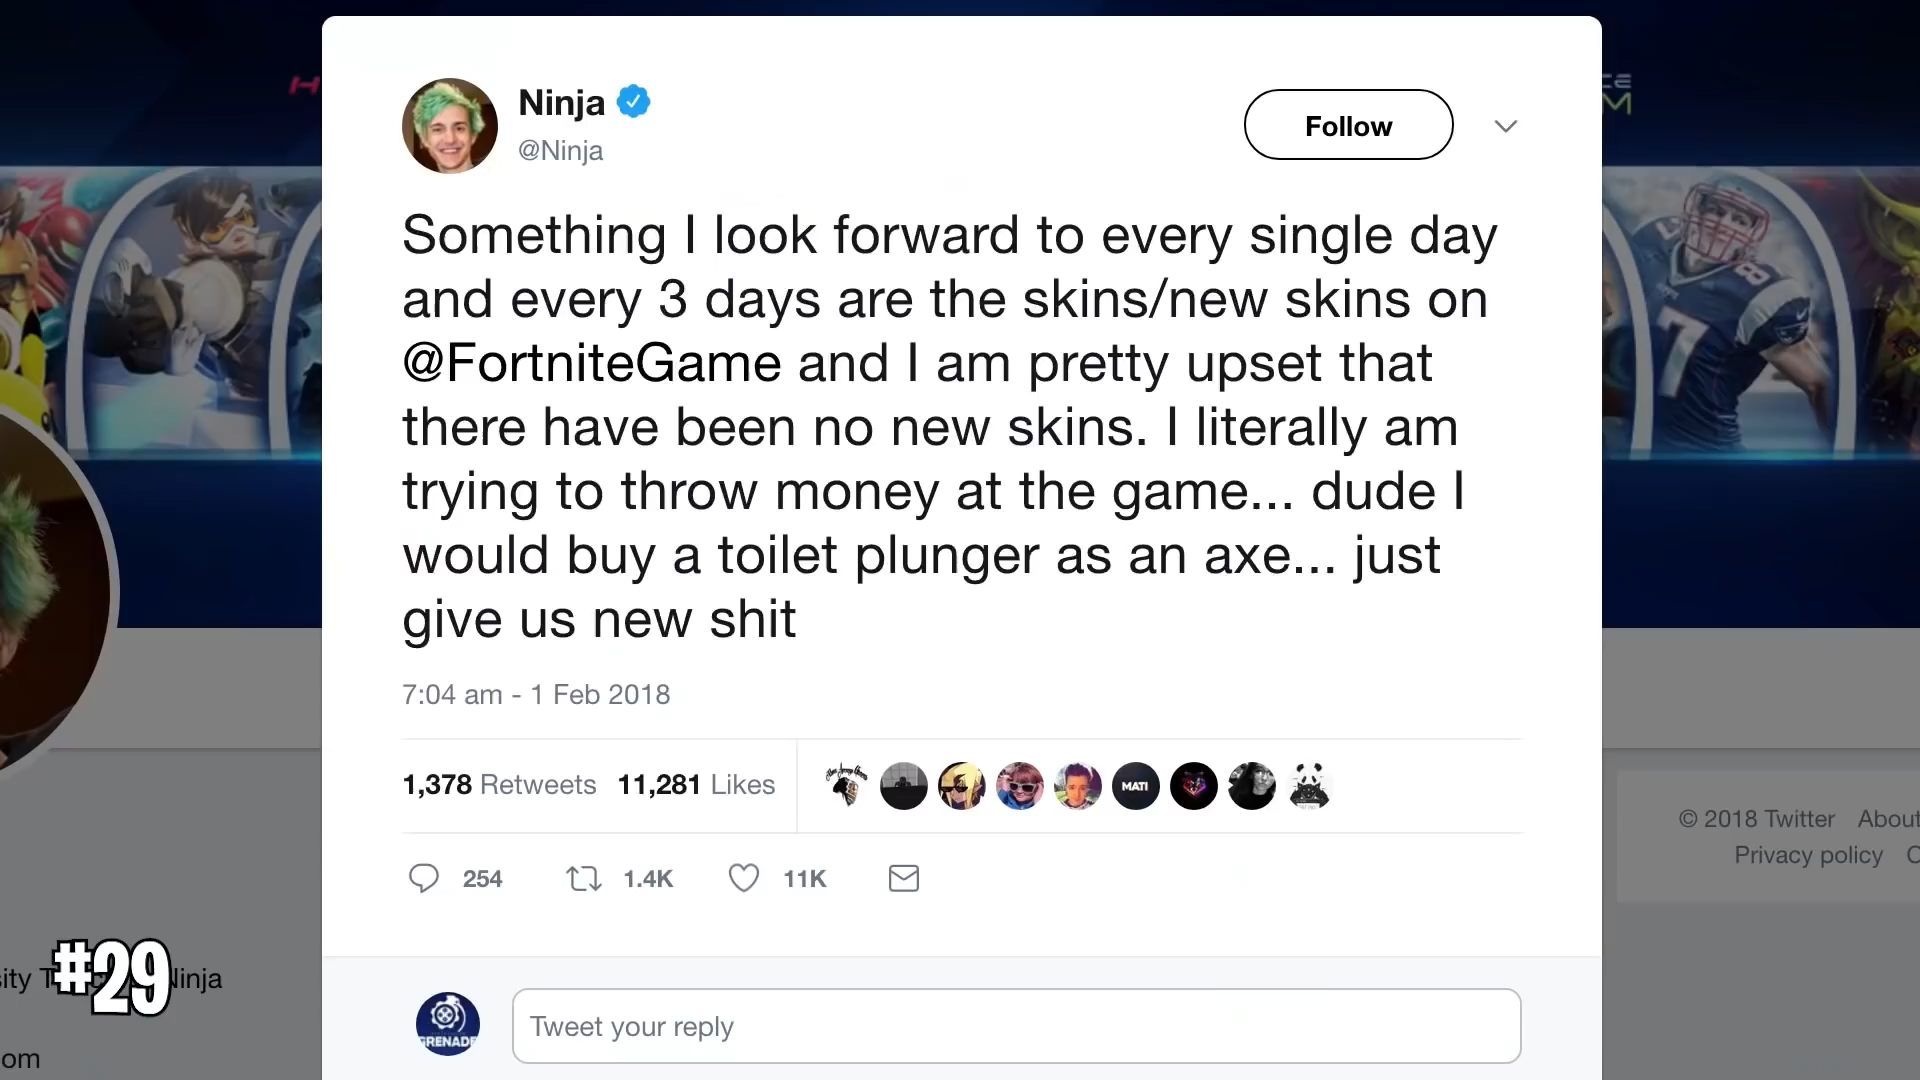 Ninja
@Ninja
Follow
Something I look forward to every single day
and every 3 days are the skins/new skins on
@FortniteGame and I am pretty upset that
there have been no new skins. I literally am
trying to throw money at the game... dude I
would buy a toilet plunger as an axe... just
give us new shit
7:04 am - 1 Feb 2018
1,378 Retweets 11,281 Likes
MATI
254 1.4K 11K
© 2018 Twitter About
Privacy policy
#29
GRENADE
Tweet your reply